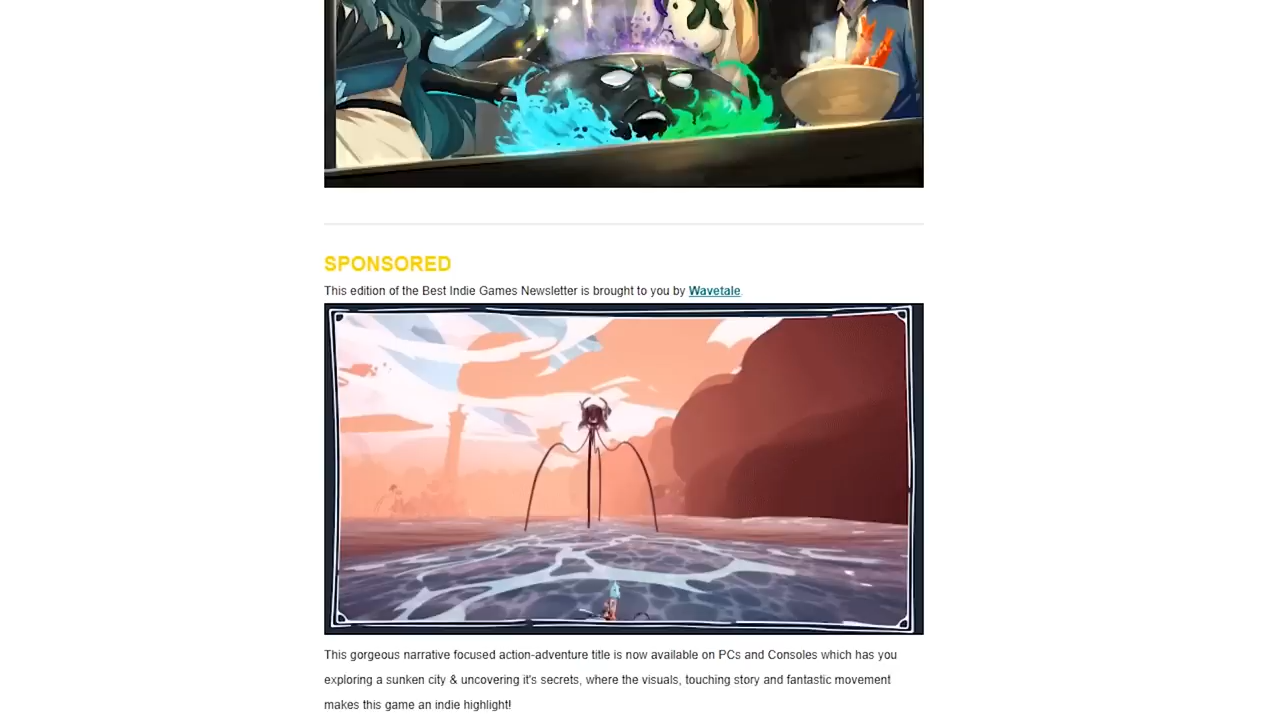 SPONSORED
This edition of the Best Indie Games Newsletter is brought to you by Wavetale
This gorgeous narrative focused action-adventure title is now available on PCs and Consoles which has you
exploring a sunken city & uncovering it's secrets, where the visuals, touching story and fantastic movement
makes this game an indie highlight!